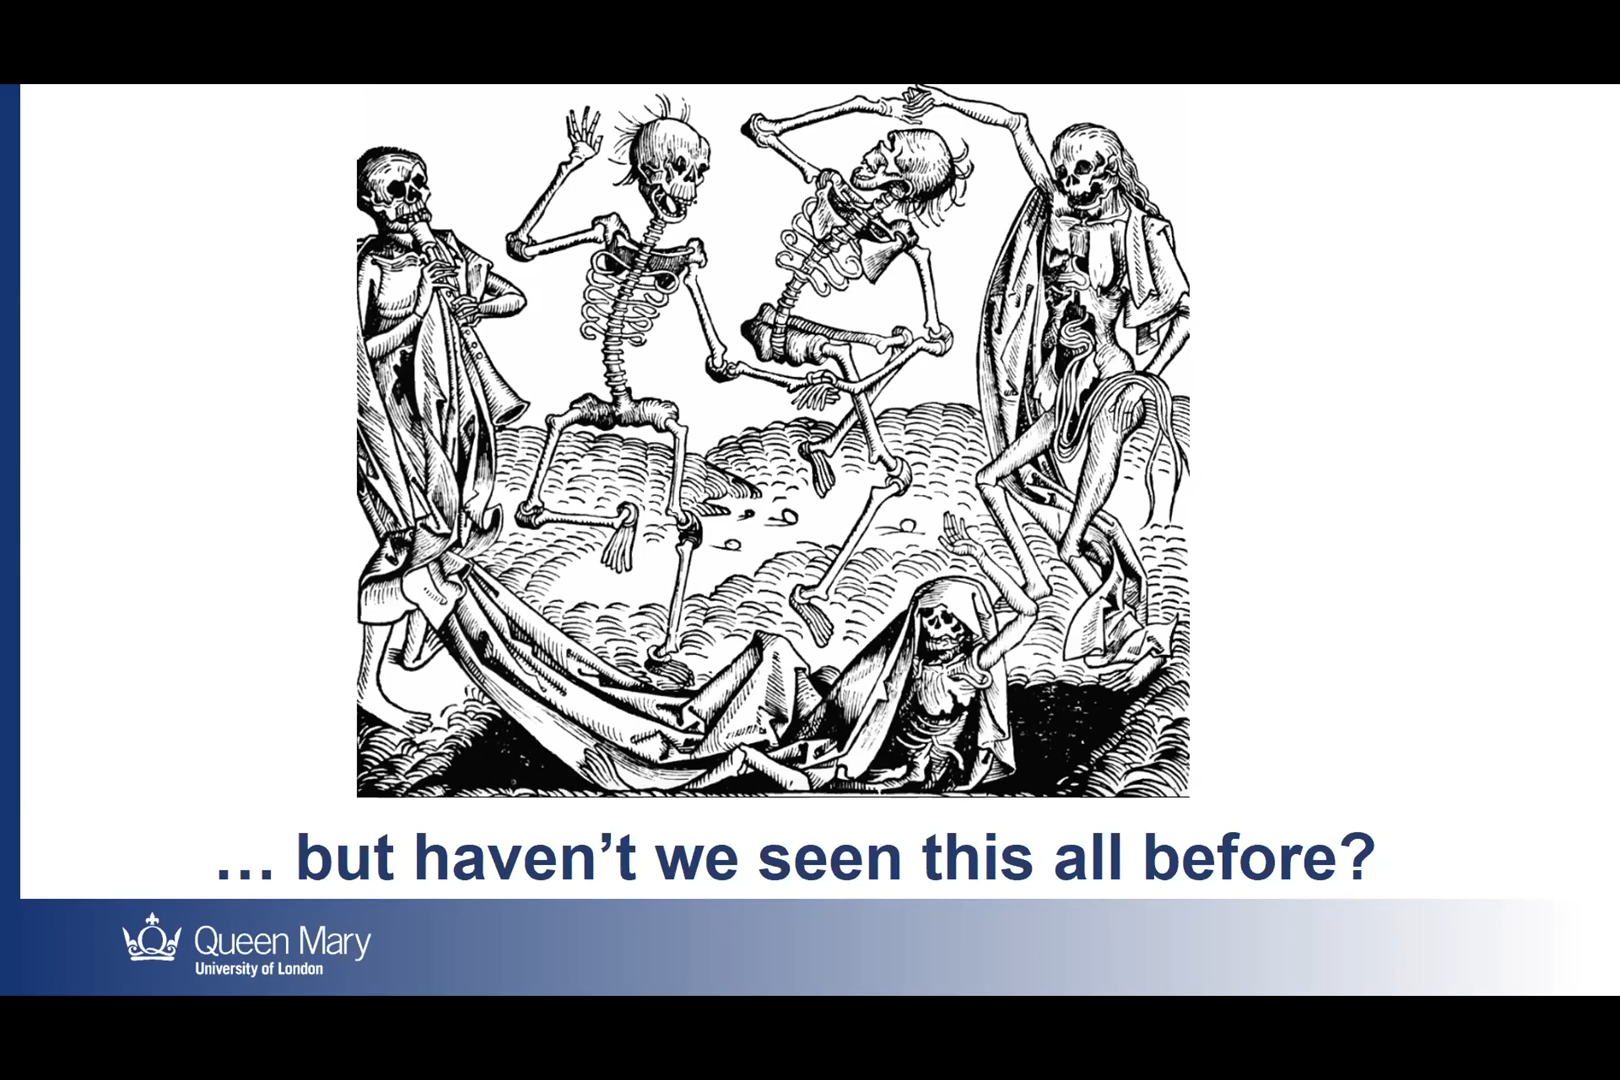 … but haven’t we seen this all before?
Queen Mary
University of London